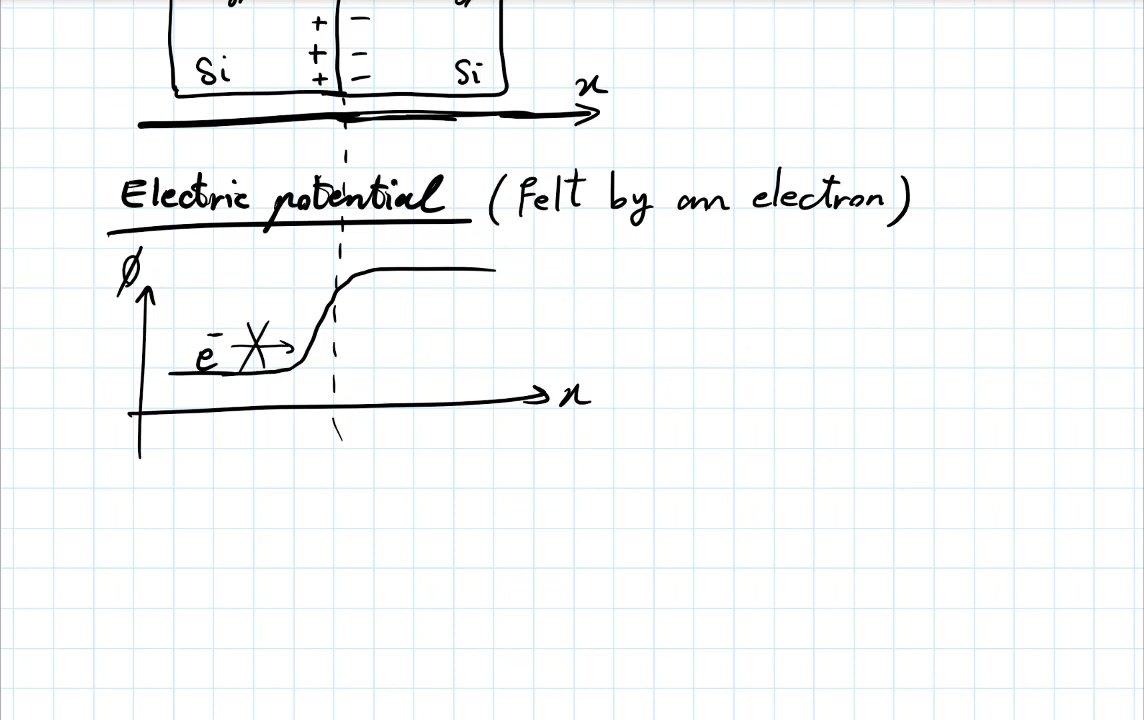 + −
+ −
Si + − Si
x
Electric potential (Felt by an electron)
ϕ
e⁻
x